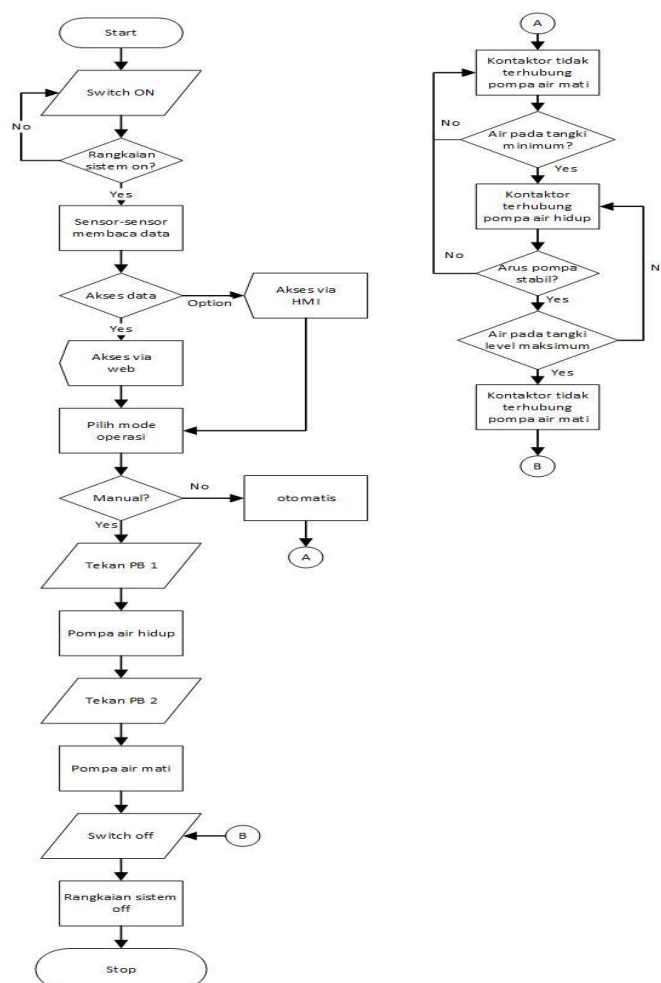 Start
Switch ON
No
Rangkaian
sistem on?
Yes
Sensor-sensor
membaca data
Akses data
Option
Akses via
HMI
Yes
Akses via
web
Pilih mode
operasi
Manual?
No
otomatis
Yes
A
Tekan PB 1
Pompa air hidup
Tekan PB 2
Pompa air mati
Switch off
B
Rangkaian sistem
off
Stop
A
Kontaktor tidak
terhubung
pompa air mati
No
Air pada tangki
minimum?
Yes
Kontaktor
terhubung
pompa air hidup
No
Arus pompa
stabil?
N
Yes
Air pada tangki
level maksimum
Yes
Kontaktor tidak
terhubung
pompa air mati
B